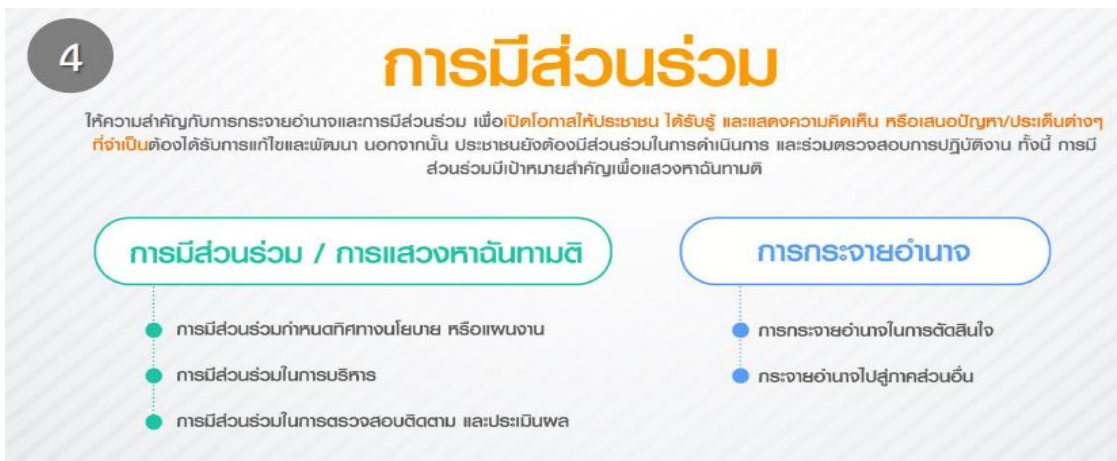 4
การมีส่วนร่วม
ให้ความสำคัญกับการกระจายอำนาจและการมีส่วนร่วม เพื่อเปิดโอกาสให้ประชาชน ได้รับรู้ และแสดงความคิดเห็น หรือเสนอปัญหา/ประเด็นต่างๆ
ที่จำเป็นต้องได้รับการแก้ไขและพัฒนา นอกจากนั้น ประชาชนยังต้องมีส่วนร่วมในการดำเนินการ และร่วมตรวจสอบการปฏิบัติงาน ทั้งนี้ การมี
ส่วนร่วมมีเป้าหมายสำคัญเพื่อแสวงหาฉันทามติ
การมีส่วนร่วม / การแสวงหาฉันทามติ
การมีส่วนร่วมกำหนดทิศทางนโยบาย หรือแผนงาน
การมีส่วนร่วมในการบริหาร
การมีส่วนร่วมในการตรวจสอบติดตาม และประเมินผล
การกระจายอำนาจ
การกระจายอำนาจในการตัดสินใจ
กระจายอำนาจไปสู่ภาคส่วนอื่น